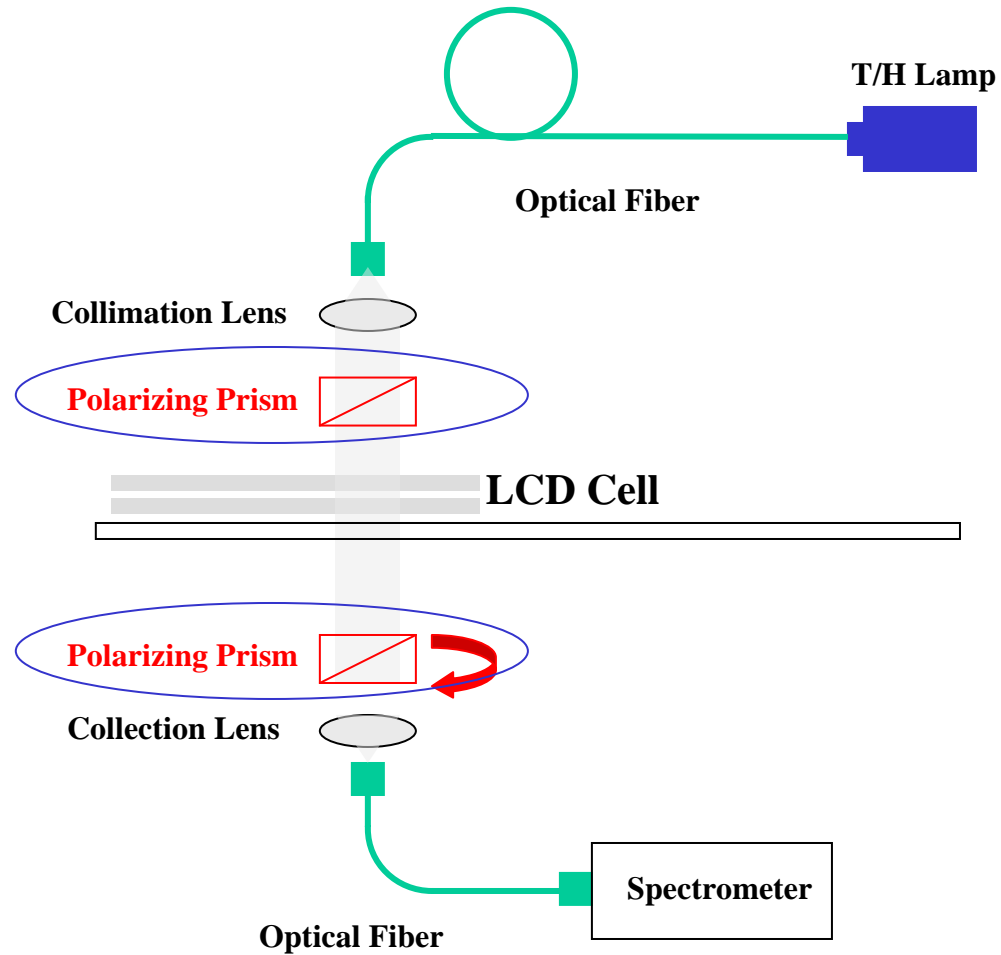 T/H Lamp
Optical Fiber
Collimation Lens
Polarizing Prism
LCD Cell
Polarizing Prism
Collection Lens
Spectrometer
Optical Fiber